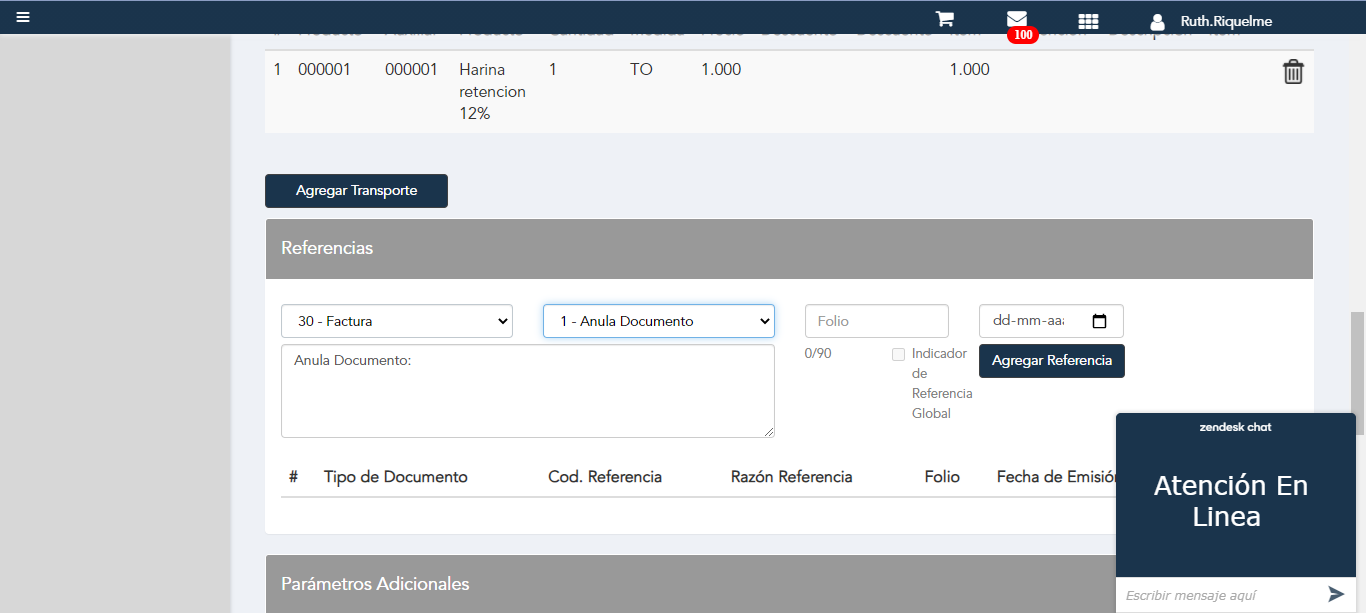 Ruth.Riquelme
100
1 000001 000001 Harina 1 TO 1.000 1.000
retencion
12%
Agregar Transporte
Referencias
30 - Factura 1 - Anula Documento Folio dd-mm-aaa
Anula Documento:
0/90 Indicador
de
Referencia
Global
Agregar Referencia
# Tipo de Documento Cod. Referencia Razón Referencia Folio Fecha de Emisión
zendesk chat
Atención En
Linea
Escribir mensaje aquí
Parámetros Adicionales